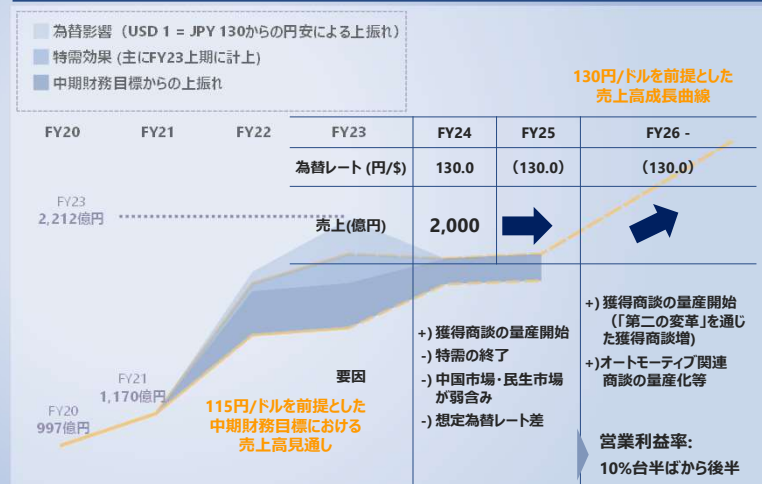 為替影響（USD 1 = JPY 130からの円安による上振れ）
特需効果 (主にFY23上期に計上)
中期財務目標からの上振れ
130円/ドルを前提とした
売上高成長曲線
FY20 FY21 FY22 FY23 FY24 FY25 FY26 -
為替レート (円/$) 130.0 （130.0） （130.0）
FY23
2,212億円
売上(億円) 2,000
+) 獲得商談の量産開始
-) 特需の終了
-) 中国市場・民生市場
が弱含み
-) 想定為替レート差
+) 獲得商談の量産開始
（「第二の変革」を通じ
た獲得商談増)
+)オートモーティブ関連
商談の量産化等
要因
FY21
1,170億円
FY20
997億円
115円/ドルを前提とした
中期財務目標における
売上高見通し
営業利益率:
10%台半ばから後半